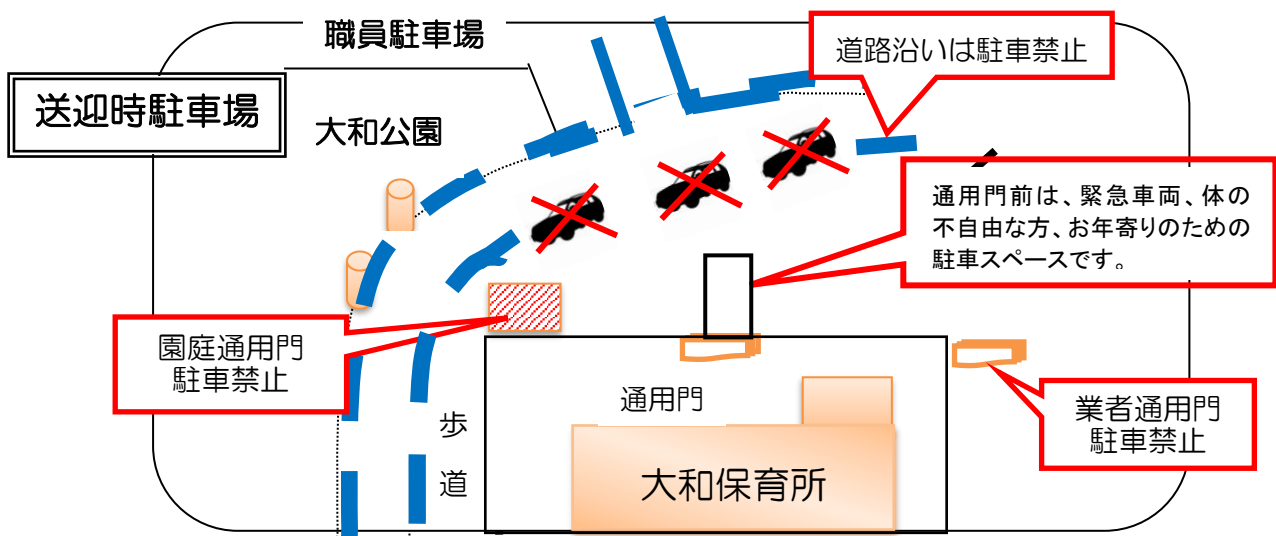 職員駐車場
道路沿いは駐車禁止
送迎時駐車場
大和公園
通用門前は、緊急車両、体の
不自由な方、お年寄りのための
駐車スペースです。
園庭通用門
駐車禁止
通用門
業者通用門
駐車禁止
歩
道
大和保育所